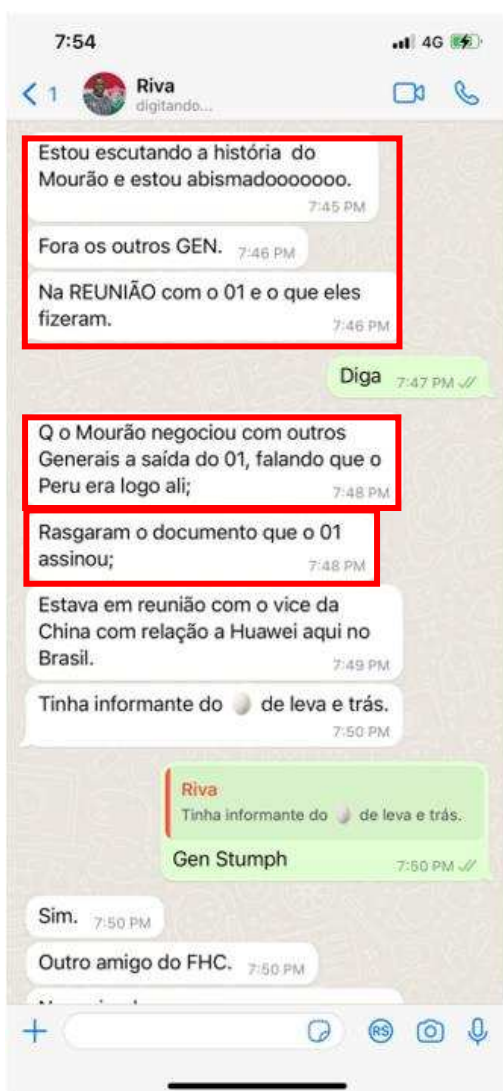 7:54
4G
1
Riva
digitando...
Estou escutando a história do
Mourão e estou abismadooooooo.
7:45 PM
Fora os outros GEN.
7:46 PM
Na REUNIÃO com o 01 e o que eles
fizeram.
7:46 PM
Diga
7:47 PM
Q o Mourão negociou com outros
Generais a saída do 01, falando que o
Peru era logo ali;
7:48 PM
Rasgaram o documento que o 01
assinou;
7:48 PM
Estava em reunião com o vice da
China com relação a Huawei aqui no
Brasil.
7:49 PM
Tinha informante do 🥚 de leva e trás.
7:50 PM
Riva
Tinha informante do 🥚 de leva e trás.
Gen Stumph
7:50 PM
Sim.
7:50 PM
Outro amigo do FHC.
7:50 PM
RS